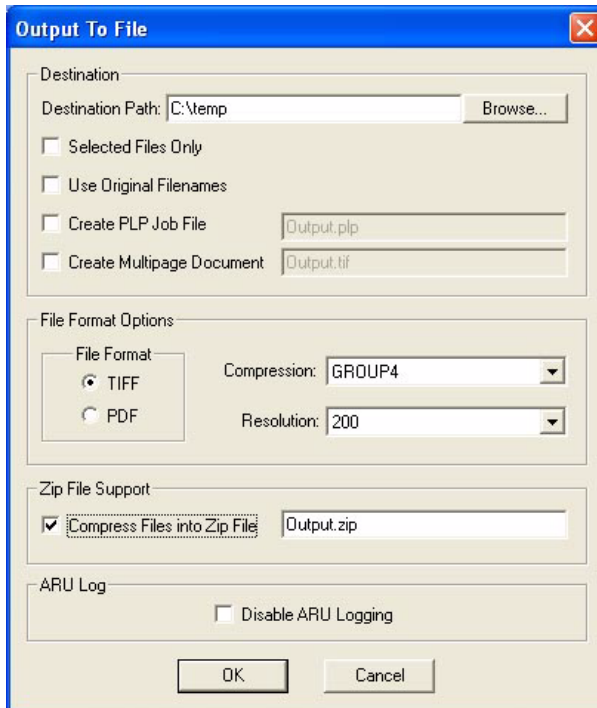 Output To File
Destination
Destination Path: C:\temp Browse...
Selected Files Only
Use Original Filenames
Create PLP Job File Output.plp
Create Multipage Document Output.tif
File Format Options
File Format
TIFF
PDF
Compression: GROUP4
Resolution: 200
Zip File Support
Compress Files into Zip File Output.zip
ARU Log
Disable ARU Logging
OK Cancel